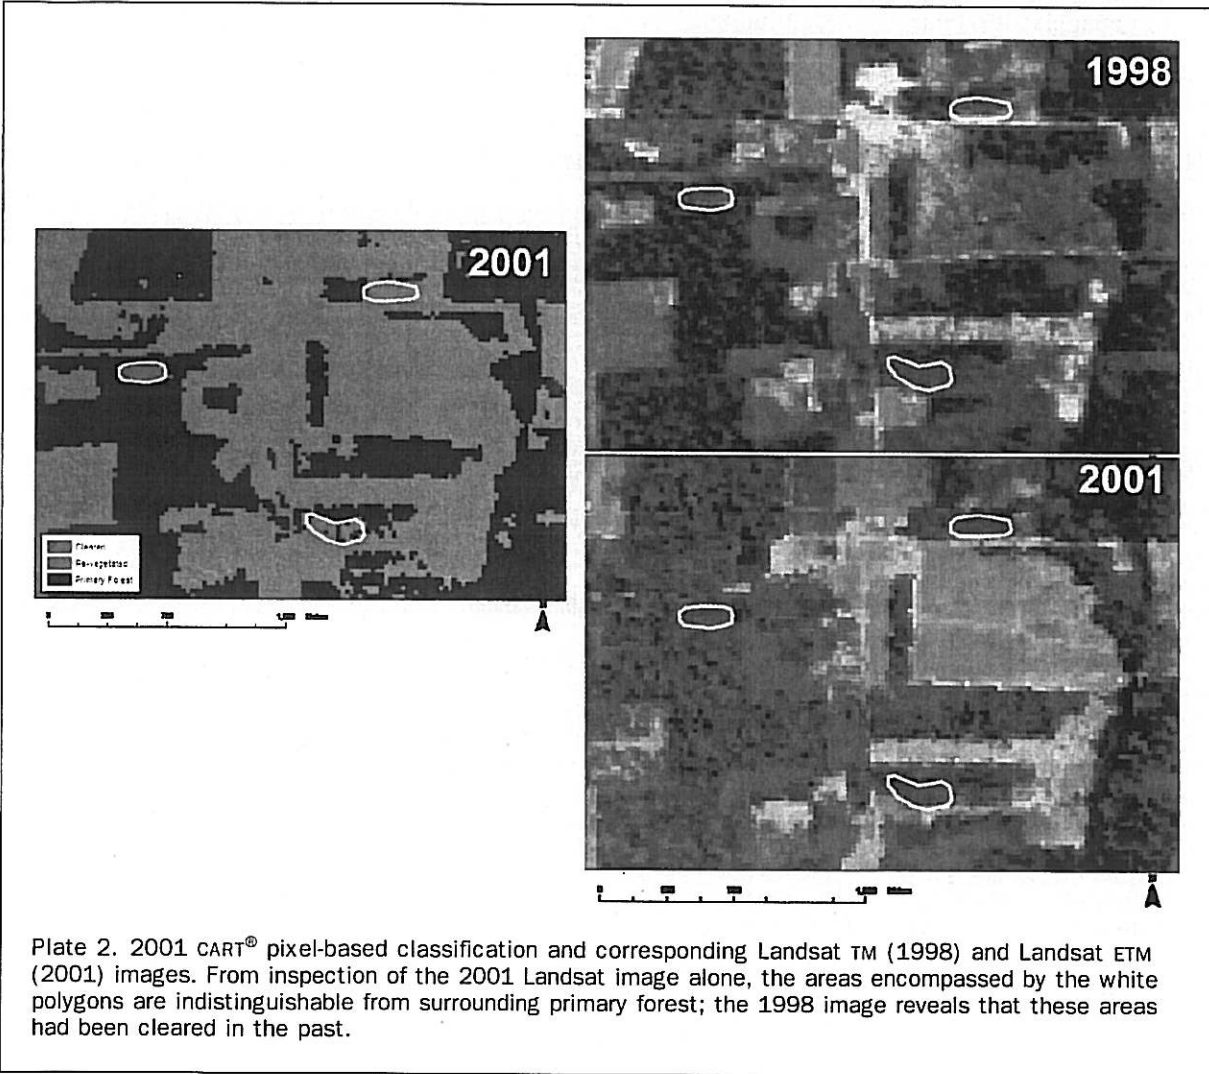 1998
2001
2001
Cleared
Re-vegetated
Primary Forest
Plate 2. 2001 CART® pixel-based classification and corresponding Landsat TM (1998) and Landsat ETM
(2001) images. From inspection of the 2001 Landsat image alone, the areas encompassed by the white
polygons are indistinguishable from surrounding primary forest; the 1998 image reveals that these areas
had been cleared in the past.